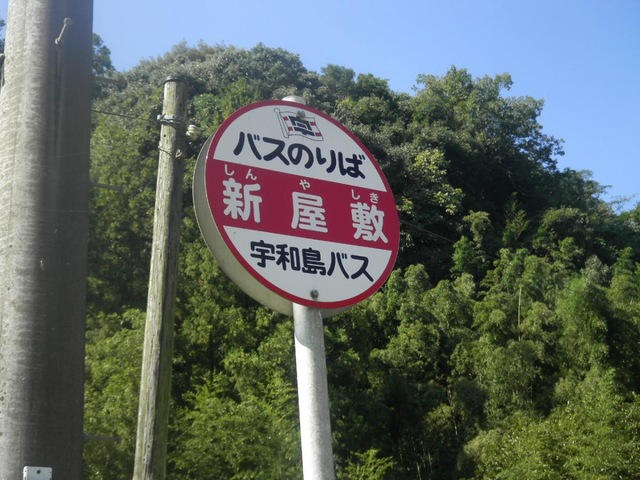 バスのりば
しん や しき
新屋敷
宇和島バス